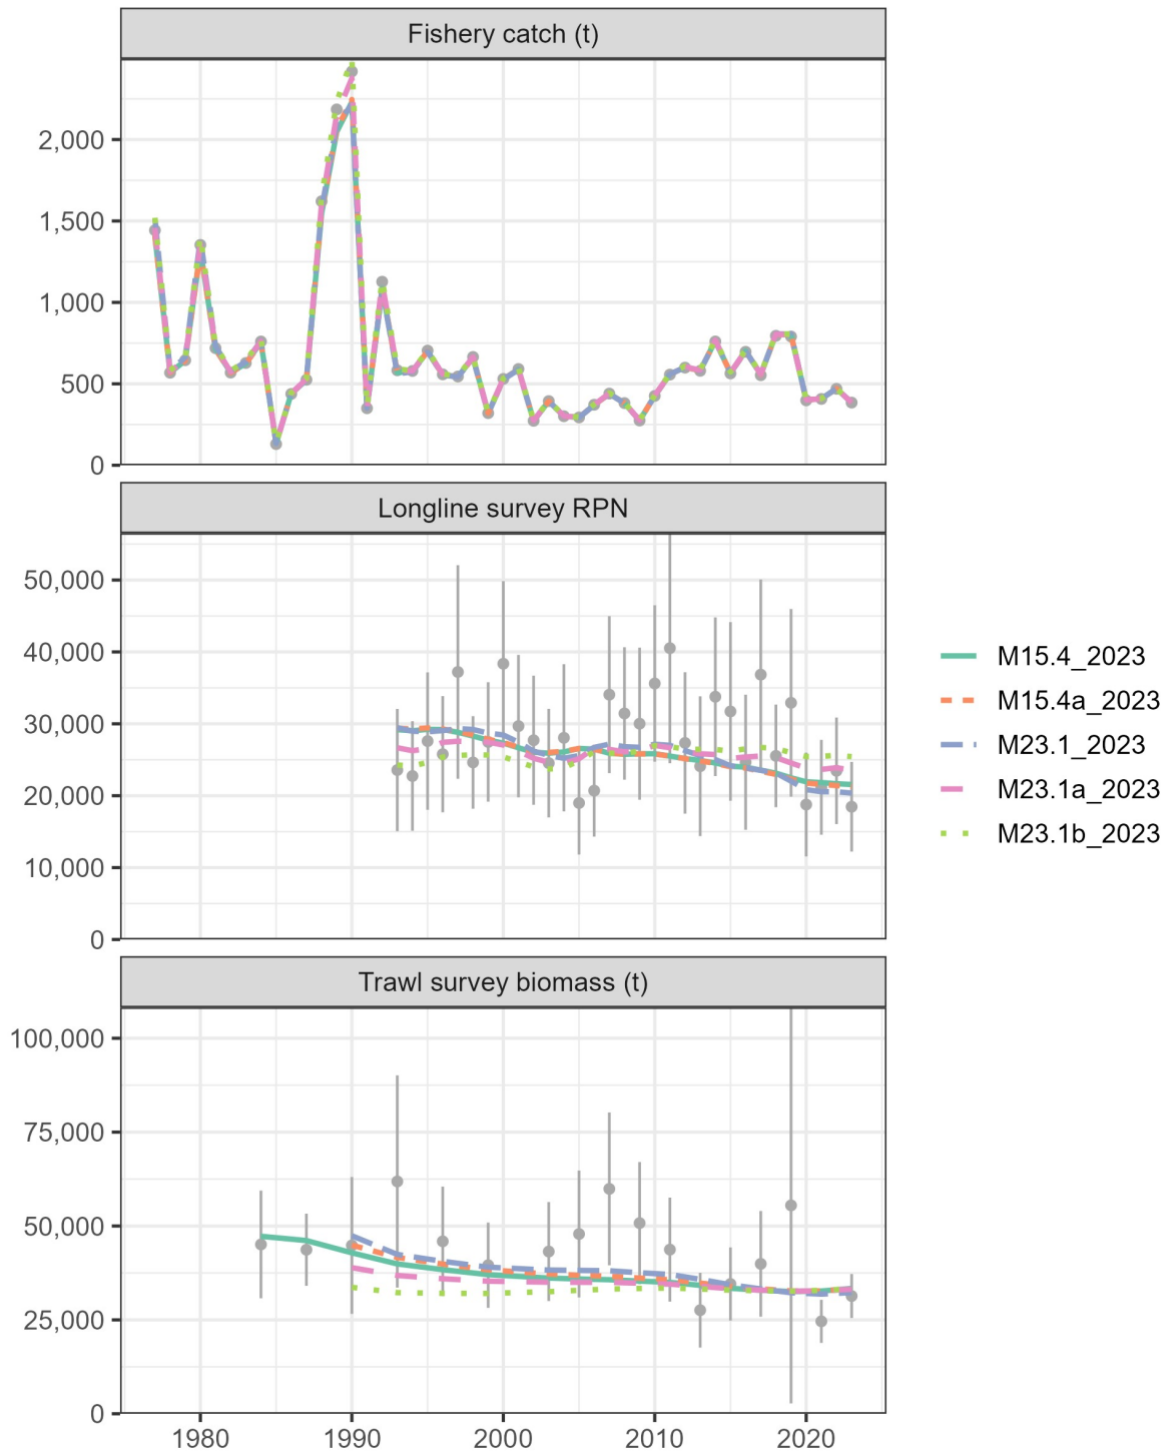 Fishery catch (t)
2,000
1,500
1,000
500
0
Longline survey RPN
50,000
40,000
30,000
20,000
10,000
0
M15.4_2023
M15.4a_2023
M23.1_2023
M23.1a_2023
M23.1b_2023
Trawl survey biomass (t)
100,000
75,000
50,000
25,000
0
1980 1990 2000 2010 2020